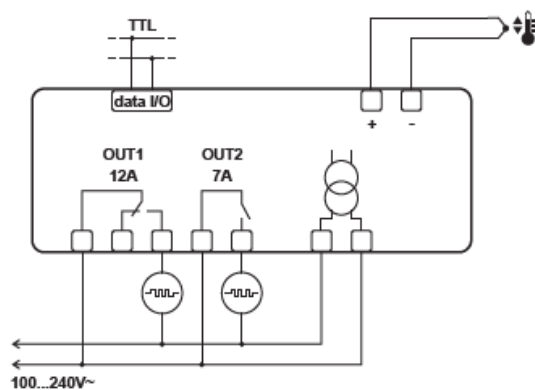 TTL
data I/O
+ -
OUT1 OUT2
12A 7A
100...240V~